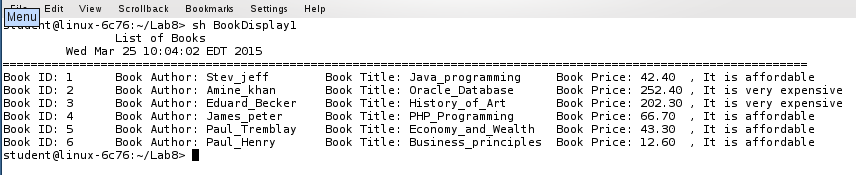 File Edit View Scrollback Bookmarks Settings Help
Menu
student@linux-6c76:~/Lab8> sh BookDisplay1
List of Books
Wed Mar 25 10:04:02 EDT 2015
================================================================================================================
Book ID: 1 Book Author: Stev_jeff Book Title: Java_programming Book Price: 42.40 , It is affordable
Book ID: 2 Book Author: Amine_khan Book Title: Oracle_Database Book Price: 252.40 , It is very expensive
Book ID: 3 Book Author: Eduard_Becker Book Title: History_of_Art Book Price: 202.30 , It is very expensive
Book ID: 4 Book Author: James_peter Book Title: PHP_Programming Book Price: 66.70 , It is affordable
Book ID: 5 Book Author: Paul_Tremblay Book Title: Economy_and_Wealth Book Price: 43.30 , It is affordable
Book ID: 6 Book Author: Paul_Henry Book Title: Business_principles Book Price: 12.60 , It is affordable
student@linux-6c76:~/Lab8>